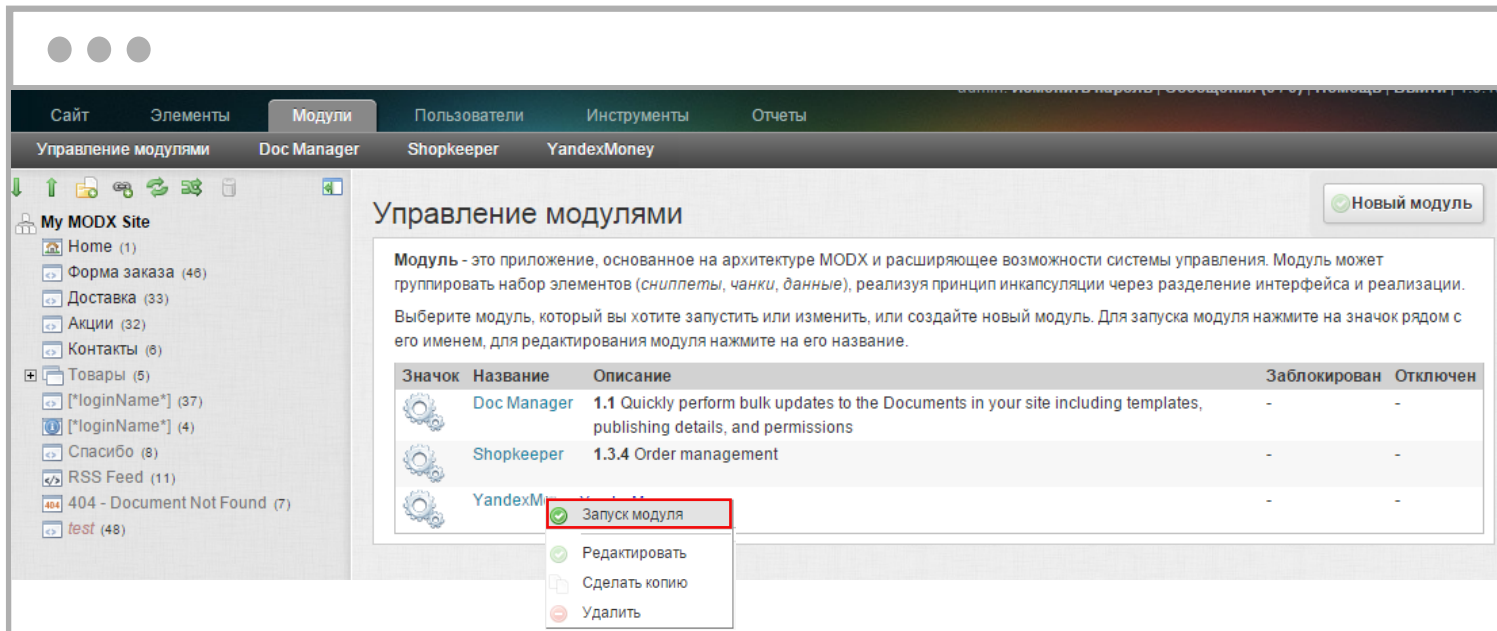 Сайт Элементы Модули Пользователи Инструменты Отчеты
Управление модулями Doc Manager Shopkeeper YandexMoney
My MODX Site
Home (1)
Форма заказа (46)
Доставка (33)
Акции (32)
Контакты (6)
Товары (5)
[*loginName*] (37)
[*loginName*] (4)
Спасибо (8)
RSS Feed (11)
404 - Document Not Found (7)
test (48)
Управление модулями
Новый модуль
Модуль - это приложение, основанное на архитектуре MODX и расширяющее возможности системы управления. Модуль может
группировать набор элементов (сниппеты, чанки, данные), реализуя принцип инкапсуляции через разделение интерфейса и реализации.
Выберите модуль, который вы хотите запустить или изменить, или создайте новый модуль. Для запуска модуля нажмите на значок рядом с
его именем, для редактирования модуля нажмите на его название.
Значок Название Описание Заблокирован Отключен
Doc Manager 1.1 Quickly perform bulk updates to the Documents in your site including templates, - -
publishing details, and permissions
Shopkeeper 1.3.4 Order management - -
- -
Запуск модуля
Редактировать
Сделать копию
Удалить